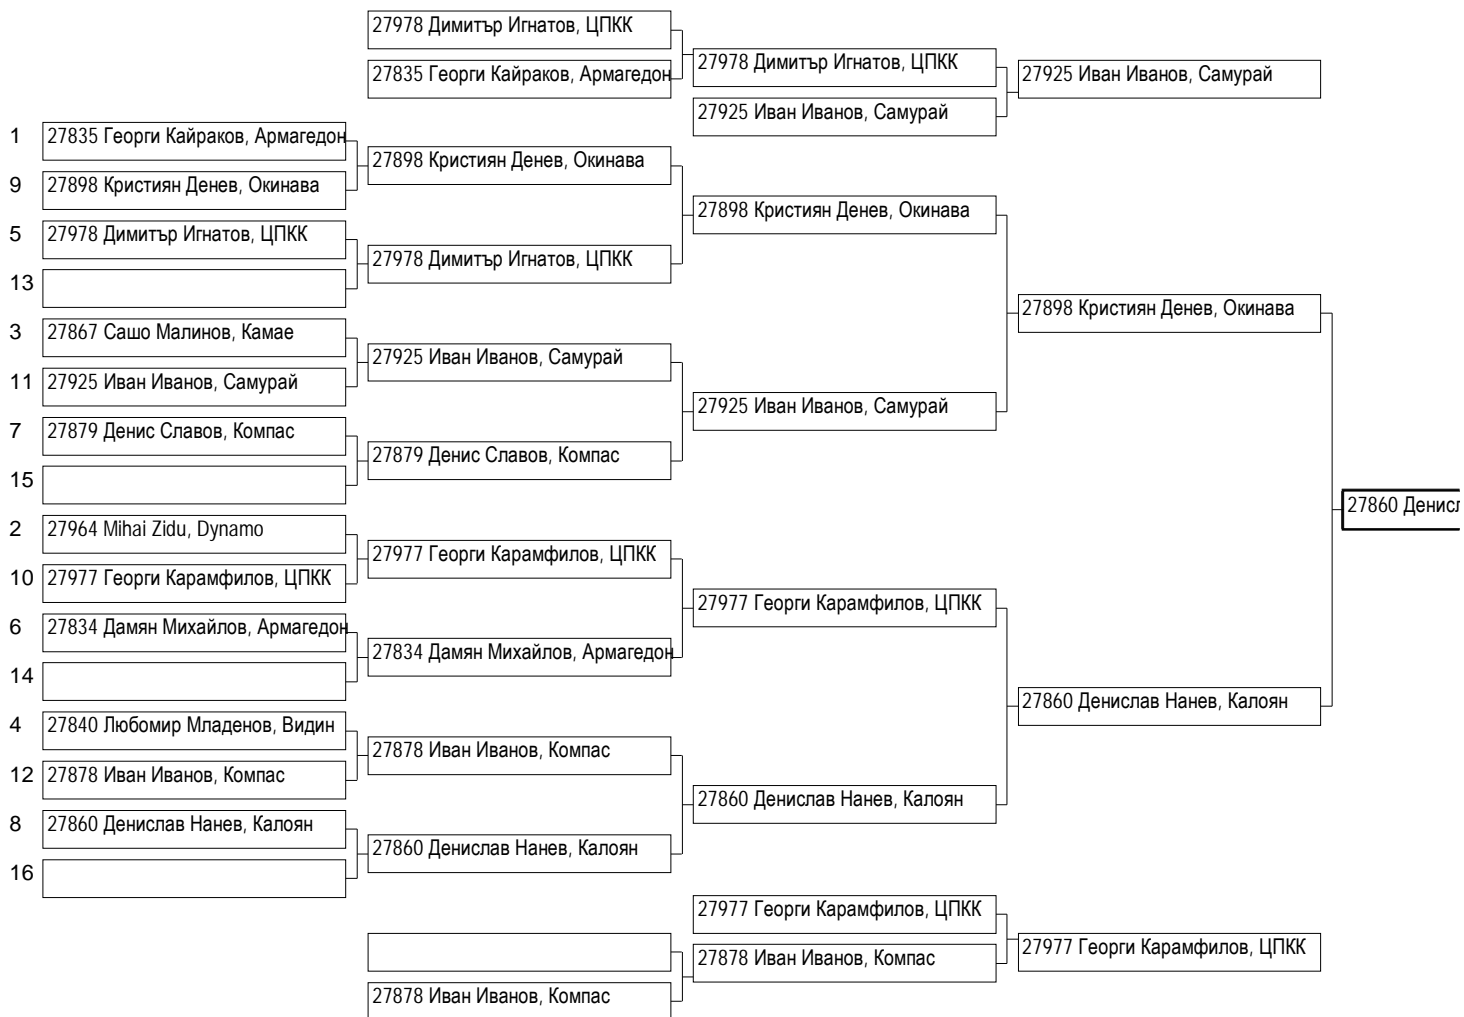 27978 Димитър Игнатов, ЦПКК
27835 Георги Кайраков, Армагедон
27978 Димитър Игнатов, ЦПКК
27925 Иван Иванов, Самурай
27925 Иван Иванов, Самурай
1 27835 Георги Кайраков, Армагедон
9 27898 Кристиян Денев, Окинава
5 27978 Димитър Игнатов, ЦПКК
13
3 27867 Сашо Малинов, Камае
11 27925 Иван Иванов, Самурай
7 27879 Денис Славов, Компас
15
2 27964 Mihai Zidu, Dynamo
10 27977 Георги Карамфилов, ЦПКК
6 27834 Дамян Михайлов, Армагедон
14
4 27840 Любомир Младенов, Видин
12 27878 Иван Иванов, Компас
8 27860 Денислав Нанев, Калоян
16
27898 Кристиян Денев, Окинава
27978 Димитър Игнатов, ЦПКК
27925 Иван Иванов, Самурай
27879 Денис Славов, Компас
27977 Георги Карамфилов, ЦПКК
27834 Дамян Михайлов, Армагедон
27878 Иван Иванов, Компас
27860 Денислав Нанев, Калоян
27898 Кристиян Денев, Окинава
27925 Иван Иванов, Самурай
27977 Георги Карамфилов, ЦПКК
27860 Денислав Нанев, Калоян
27898 Кристиян Денев, Окинава
27860 Денислав Нанев, Калоян
27860 Денисл
27977 Георги Карамфилов, ЦПКК
27878 Иван Иванов, Компас
27878 Иван Иванов, Компас
27977 Георги Карамфилов, ЦПКК